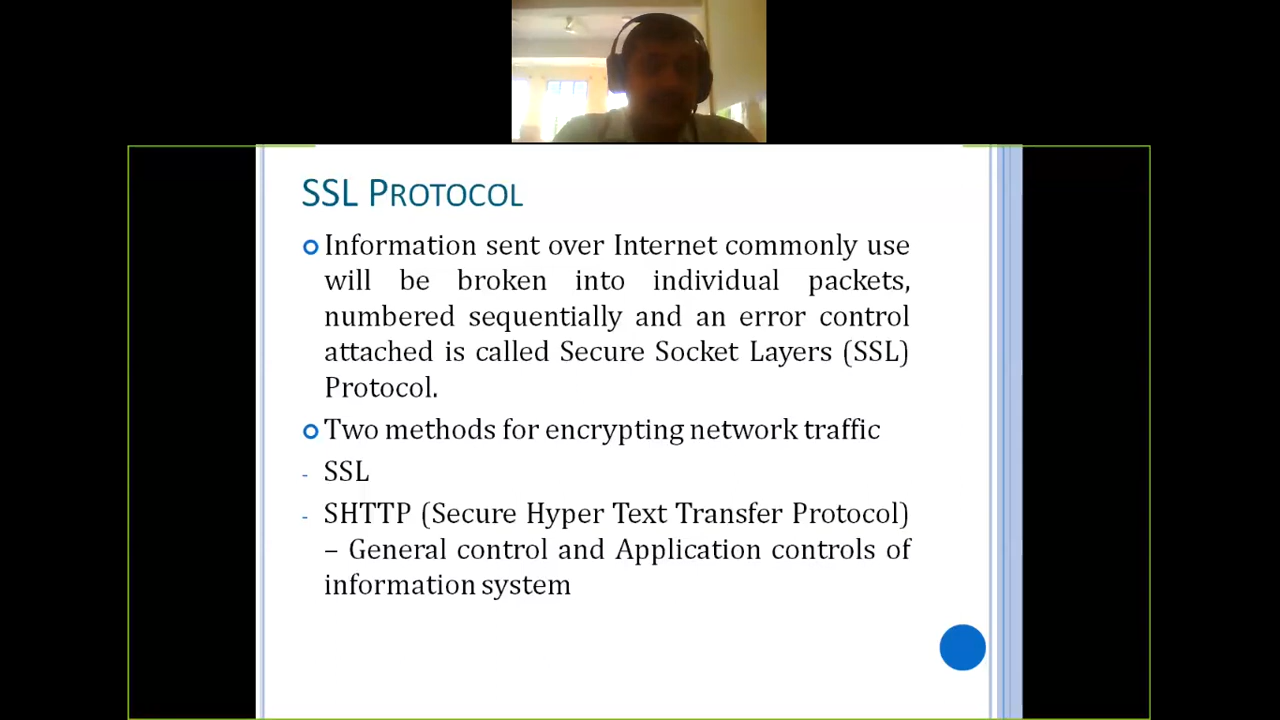 SSL PROTOCOL
Information sent over Internet commonly use
will be broken into individual packets,
numbered sequentially and an error control
attached is called Secure Socket Layers (SSL)
Protocol.
Two methods for encrypting network traffic
- SSL
- SHTTP (Secure Hyper Text Transfer Protocol)
– General control and Application controls of
information system